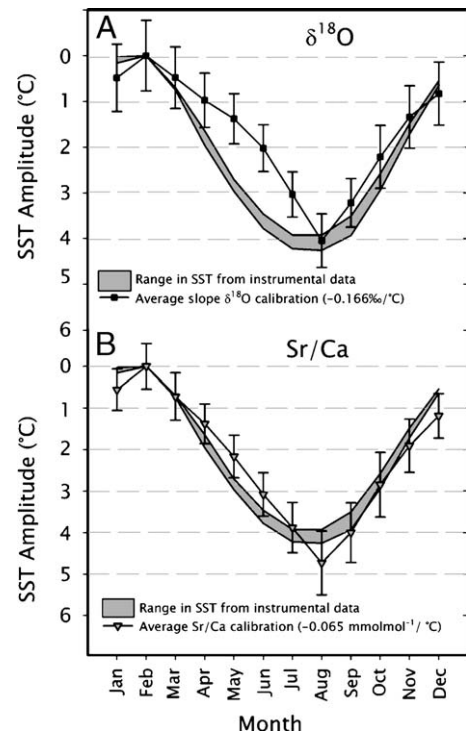 A
δ¹⁸O
0
1
2
3
4
5
SST Amplitude (°C)
Range in SST from instrumental data
Average slope δ¹⁸O calibration (-0.166‰/°C)
6
B
Sr/Ca
0
1
2
3
4
5
6
SST Amplitude (°C)
Range in SST from instrumental data
Average Sr/Ca calibration (-0.065 mmolmol⁻¹/ °C)
Jan
Feb
Mar
Apr
May
Jun
Jul
Aug
Sep
Oct
Nov
Dec
Month